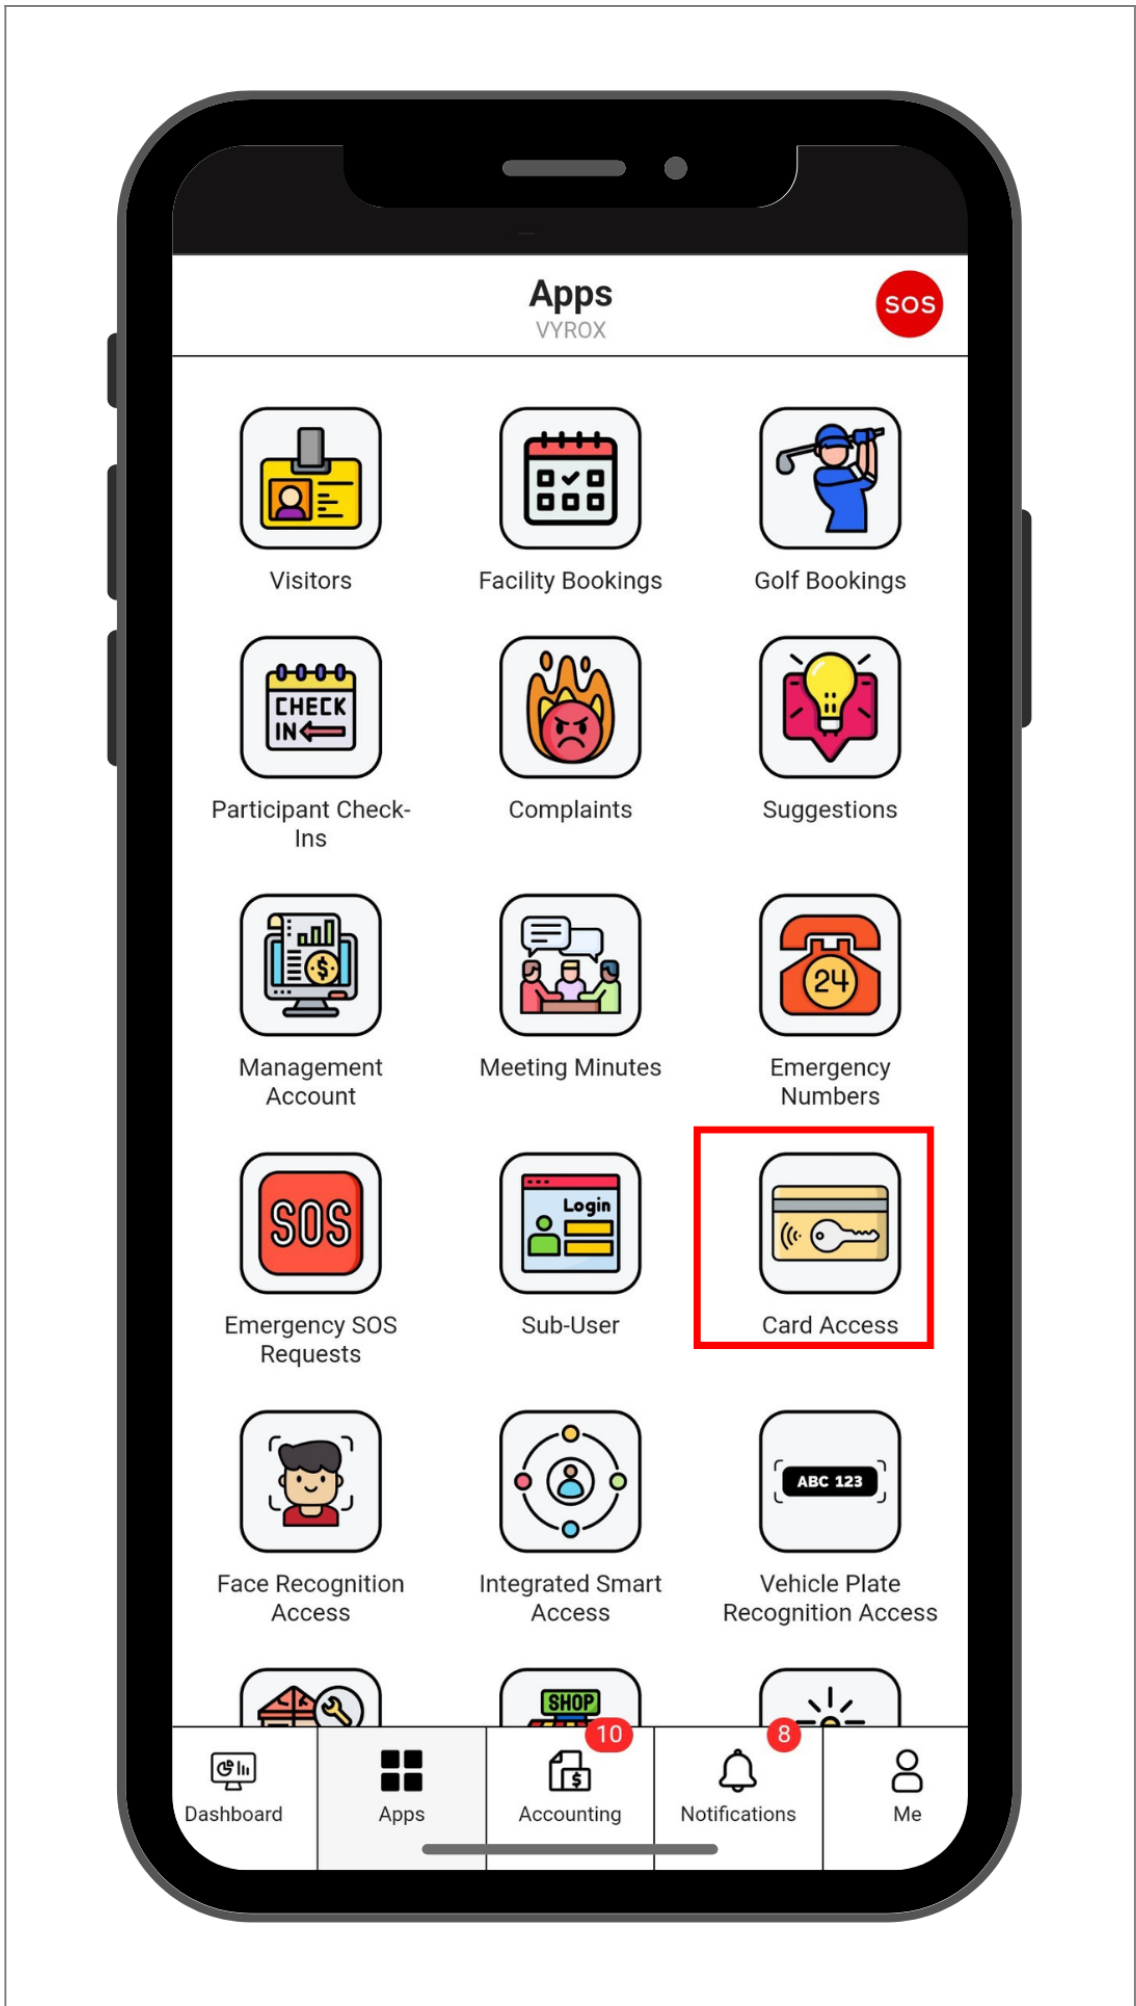 Apps
VYROX
SOS
Visitors
Facility Bookings
Golf Bookings
CHECK
IN
Participant Check-
Ins
Complaints
Suggestions
$
Management
Account
Meeting Minutes
24
Emergency
Numbers
SOS
Emergency SOS
Requests
Login
Sub-User
Card Access
Face Recognition
Access
Integrated Smart
Access
ABC 123
Vehicle Plate
Recognition Access
SHOP
Dashboard
Apps
10
$
Accounting
8
Notifications
Me